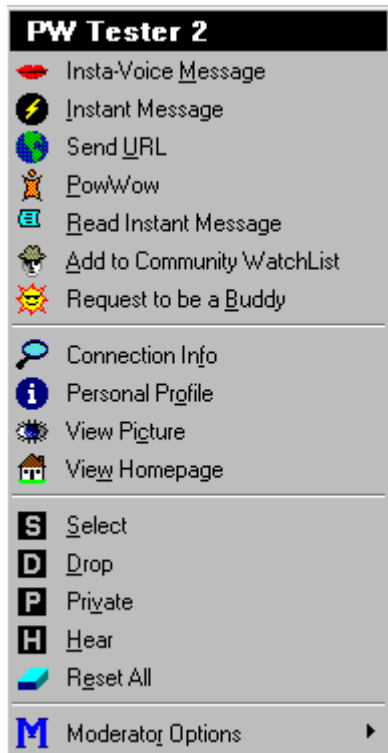 PW Tester 2
Insta-Voice Message
Instant Message
Send URL
PowWow
Read Instant Message
Add to Community WatchList
Request to be a Buddy
Connection Info
i Personal Profile
View Picture
View Homepage
S Select
D Drop
P Private
H Hear
Reset All
M Moderator Options